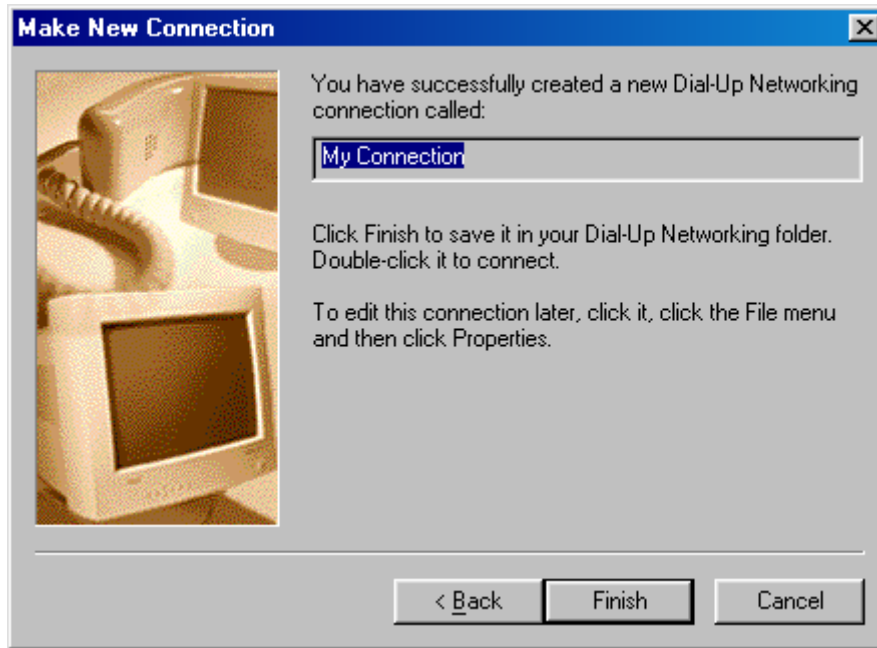 Make New Connection
You have successfully created a new Dial-Up Networking
connection called:
My Connection
Click Finish to save it in your Dial-Up Networking folder.
Double-click it to connect.
To edit this connection later, click it, click the File menu
and then click Properties.
< Back
Finish
Cancel